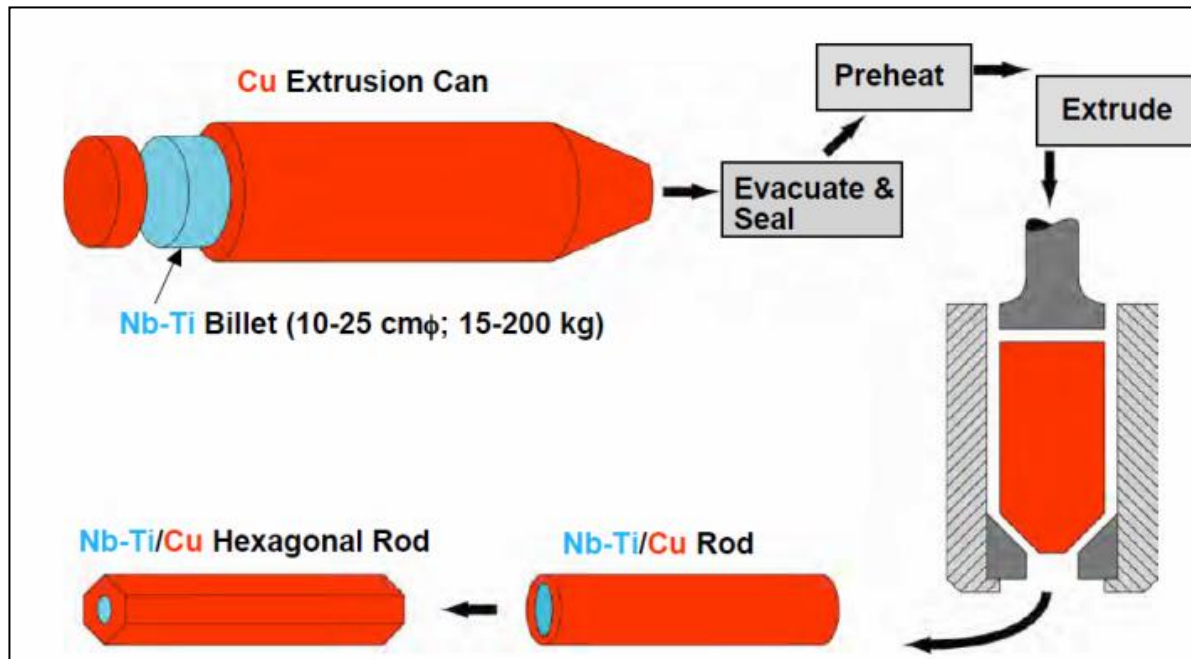 Cu Extrusion Can
Preheat
Extrude
Evacuate &
Seal
Nb-Ti Billet (10-25 cmϕ; 15-200 kg)
Nb-Ti/Cu Hexagonal Rod
Nb-Ti/Cu Rod